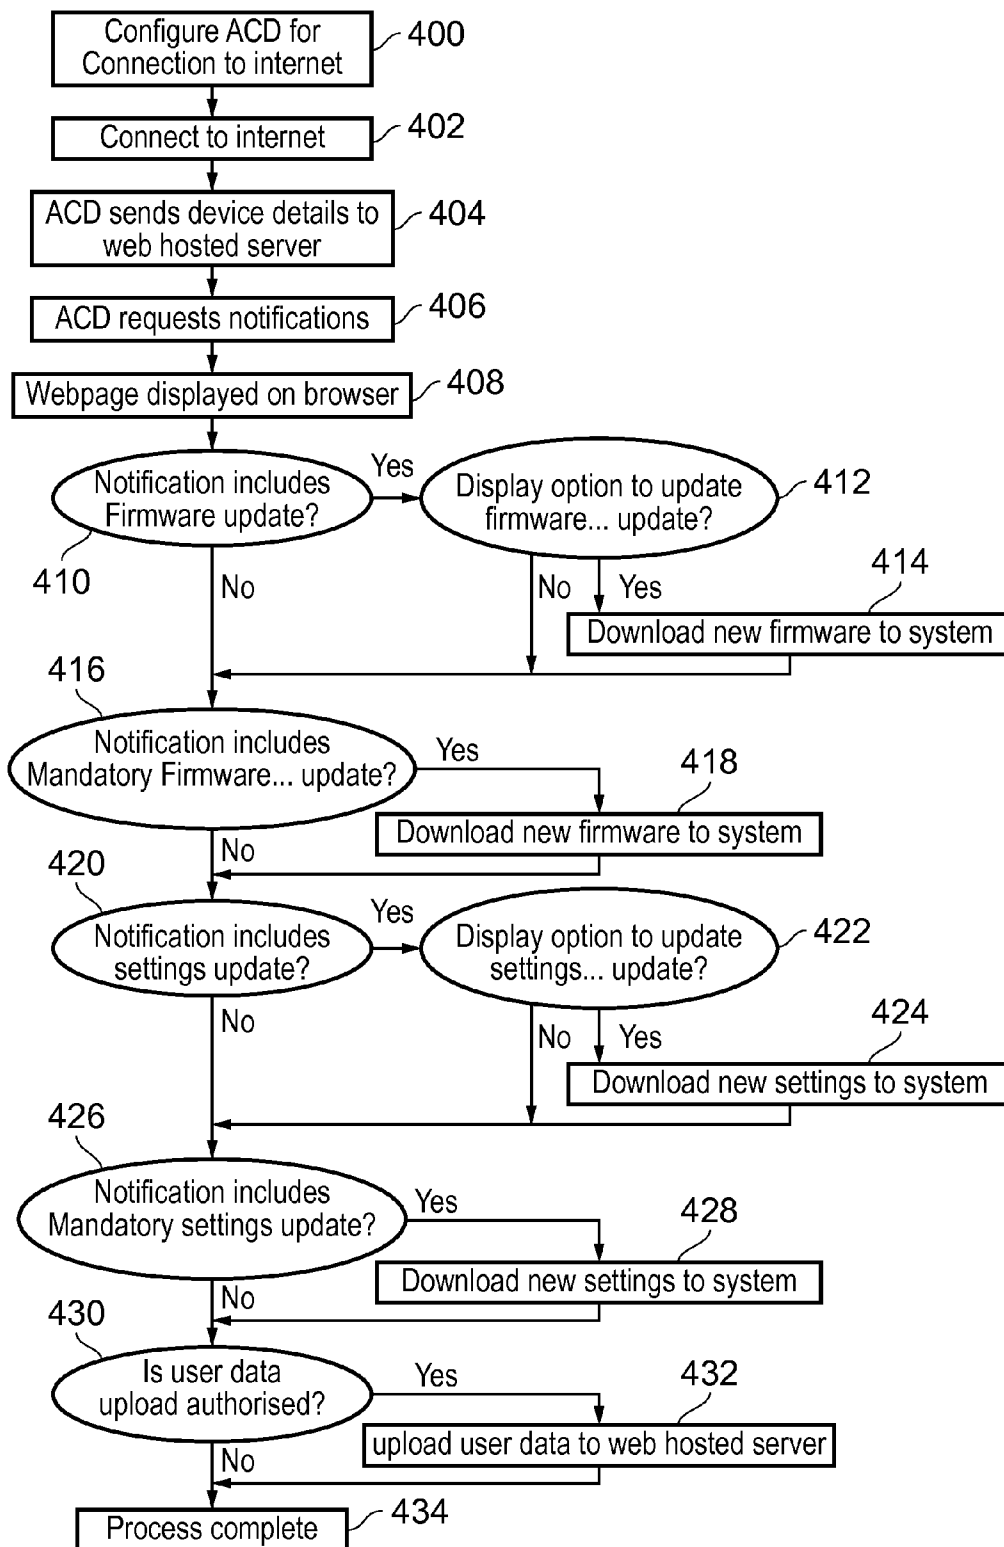 Configure ACD for
Connection to internet
400
Connect to internet
402
ACD sends device details to
web hosted server
404
ACD requests notifications
406
Webpage displayed on browser
408
Notification includes
Firmware update?
410
Yes
No
Display option to update
firmware... update?
412
No
Yes
414
Download new firmware to system
416
Notification includes
Mandatory Firmware... update?
Yes
No
418
Download new firmware to system
420
Notification includes
settings update?
Yes
No
Display option to update
settings... update?
422
No
Yes
424
Download new settings to system
426
Notification includes
Mandatory settings update?
Yes
No
428
Download new settings to system
430
Is user data
upload authorised?
Yes
No
432
upload user data to web hosted server
Process complete
434